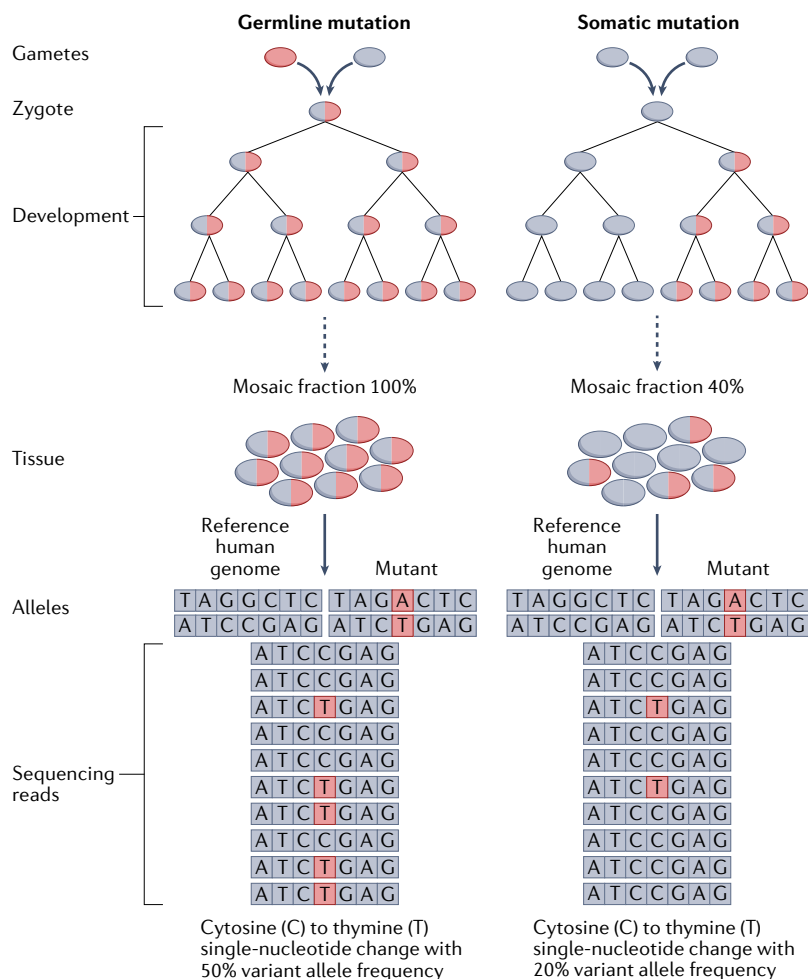 Germline mutation
Somatic mutation
Gametes
Zygote
Development
Mosaic fraction 100%
Mosaic fraction 40%
Tissue
Reference
human
genome
Mutant
Reference
human
genome
Mutant
Alleles
TAGGCTC TAGACTC
ATCCGAG ATCTGAG
TAGGCTC TAGACTC
ATCCGAG ATCTGAG
Sequencing
reads
ATCCGAG
ATCCGAG
ATCTGAG
ATCCGAG
ATCCGAG
ATCTGAG
ATCTGAG
ATCCGAG
ATCTGAG
ATCTGAG
ATCCGAG
ATCCGAG
ATCTGAG
ATCCGAG
ATCCGAG
ATCTGAG
ATCCGAG
ATCCGAG
ATCCGAG
ATCCGAG
Cytosine (C) to thymine (T)
single-nucleotide change with
50% variant allele frequency
Cytosine (C) to thymine (T)
single-nucleotide change with
20% variant allele frequency